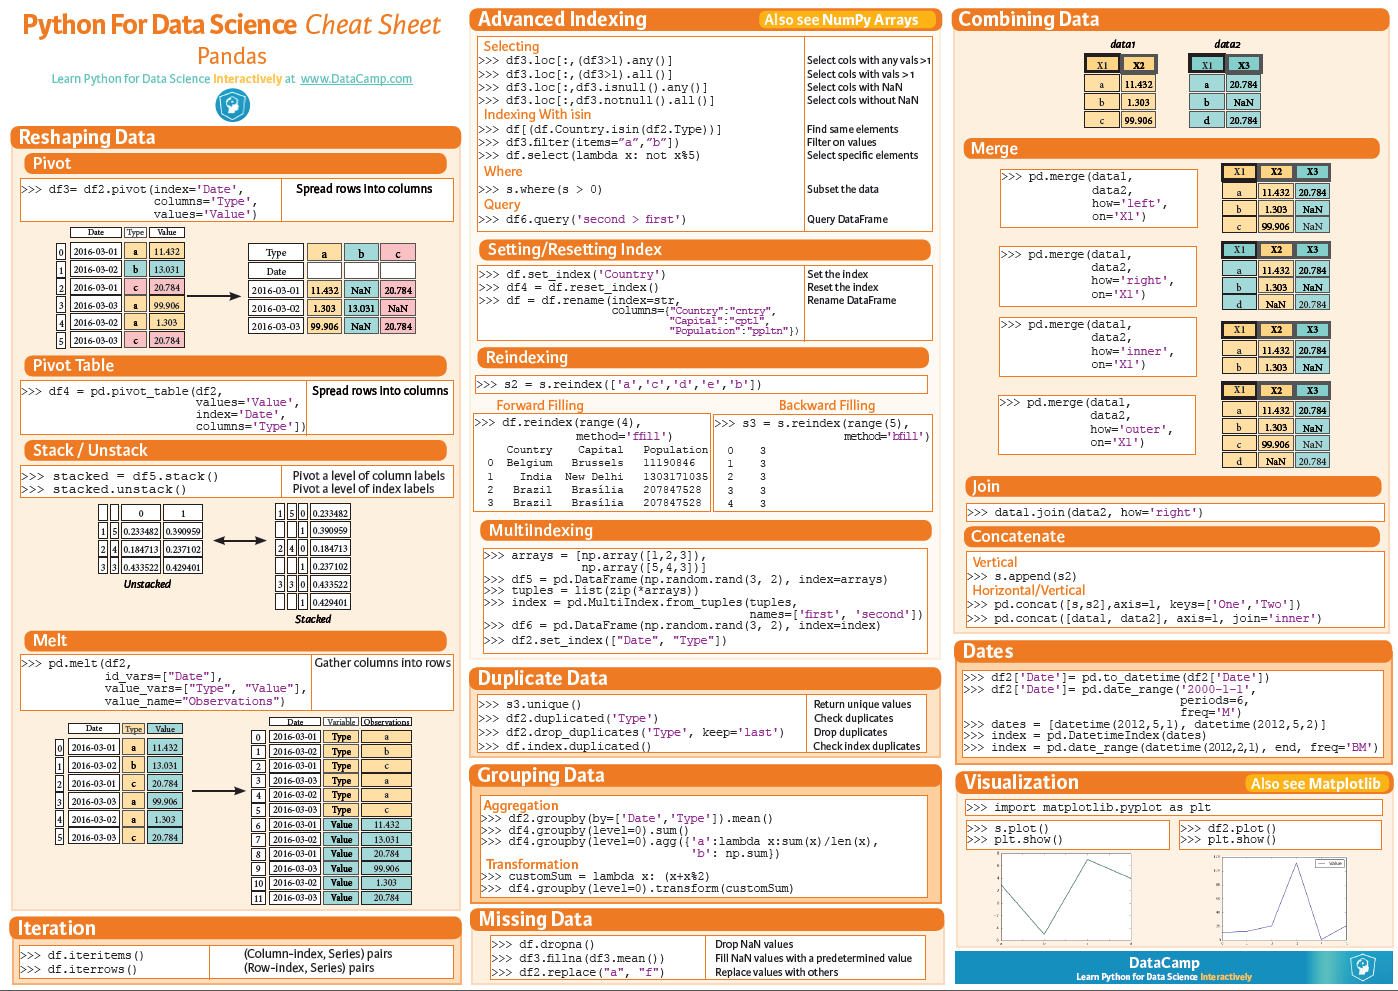 Python For Data Science Cheat Sheet
Pandas
Learn Python for Data Science Interactively at www.DataCamp.com
Reshaping Data
Pivot
>>> df3= df2.pivot(index='Date',
columns='Type',
values='Value')
Spread rows into columns
Date Type Value
0 2016-03-01 a 11.432
1 2016-03-02 b 13.031
2 2016-03-01 c 20.784
3 2016-03-03 a 99.906
4 2016-03-02 a 1.303
5 2016-03-03 c 20.784
Type a b c
Date
2016-03-01 11.432 NaN 20.784
2016-03-02 1.303 13.031 NaN
2016-03-03 99.906 NaN 20.784
Pivot Table
>>> df4 = pd.pivot_table(df2,
values='Value',
index='Date',
columns='Type'])
Spread rows into columns
Stack / Unstack
>>> stacked = df5.stack()
>>> stacked.unstack()
Pivot a level of column labels
Pivot a level of index labels
0 1
1 5 0.233482 0.390959
2 4 0.184713 0.237102
3 3 0.433522 0.429401
Unstacked
1 5 0 0.233482
1 0.390959
2 4 0 0.184713
1 0.237102
3 3 0 0.433522
1 0.429401
Stacked
Melt
>>> pd.melt(df2,
id_vars=["Date"],
value_vars=["Type", "Value"],
value_name="Observations")
Gather columns into rows
Date Type Value
0 2016-03-01 a 11.432
1 2016-03-02 b 13.031
2 2016-03-01 c 20.784
3 2016-03-03 a 99.906
4 2016-03-02 a 1.303
5 2016-03-03 c 20.784
Date Variable Observations
0 2016-03-01 Type a
1 2016-03-02 Type b
2 2016-03-01 Type c
3 2016-03-03 Type a
4 2016-03-02 Type a
5 2016-03-03 Type c
6 2016-03-01 Value 11.432
7 2016-03-02 Value 13.031
8 2016-03-01 Value 20.784
9 2016-03-03 Value 99.906
10 2016-03-02 Value 1.303
11 2016-03-03 Value 20.784
Iteration
>>> df.iteritems()
>>> df.iterrows()
(Column-index, Series) pairs
(Row-index, Series) pairs
Advanced Indexing
Also see NumPy Arrays
Selecting
>>> df3.loc[:,(df3>1).any()] Select cols with any vals >1
>>> df3.loc[:,(df3>1).all()] Select cols with vals > 1
>>> df3.loc[:,df3.isnull().any()] Select cols with NaN
>>> df3.loc[:,df3.notnull().all()] Select cols without NaN
Indexing With isin
>>> df[(df.Country.isin(df2.Type))] Find same elements
>>> df3.filter(items="a","b"]) Filter on values
>>> df.select(lambda x: not x%5) Select specific elements
Where
>>> s.where(s > 0) Subset the data
Query
>>> df6.query('second > first') Query DataFrame
Setting/Resetting Index
>>> df.set_index('Country') Set the index
>>> df4 = df.reset_index() Reset the index
>>> df = df.rename(index=str, Rename DataFrame
columns={"Country":"cntry",
"Capital":"cptl",
"Population":"ppltn"})
Reindexing
>>> s2 = s.reindex(['a','c','d','e','b'])
Forward Filling
>>> df.reindex(range(4),
method='ffill')
Country Capital Population
0 Belgium Brussels 11190846
1 India New Delhi 1303171035
2 Brazil Brasília 207847528
3 Brazil Brasília 207847528
Backward Filling
>>> s3 = s.reindex(range(5),
method='bfill')
0 3
1 3
2 3
3 3
4 3
MultiIndexing
>>> arrays = [np.array([1,2,3]),
np.array([5,4,3])]
>>> df5 = pd.DataFrame(np.random.rand(3, 2), index=arrays)
>>> tuples = list(zip(*arrays))
>>> index = pd.MultiIndex.from_tuples(tuples,
names=['first', 'second'])
>>> df6 = pd.DataFrame(np.random.rand(3, 2), index=index)
>>> df2.set_index(["Date", "Type"])
Duplicate Data
>>> s3.unique() Return unique values
>>> df2.duplicated('Type') Check duplicates
>>> df2.drop_duplicates('Type', keep='last') Drop duplicates
>>> df.index.duplicated() Check index duplicates
Grouping Data
Aggregation
>>> df2.groupby(by=['Date','Type']).mean()
>>> df4.groupby(level=0).sum()
>>> df4.groupby(level=0).agg({'a':lambda x:sum(x)/len(x),
'b': np.sum})
Transformation
>>> customSum = lambda x: (x+x%2)
>>> df4.groupby(level=0).transform(customSum)
Missing Data
>>> df.dropna() Drop NaN values
>>> df3.fillna(df3.mean()) Fill NaN values with a predetermined value
>>> df2.replace("a", "f") Replace values with others
Combining Data
data1
X1 X2
a 11.432
b 1.303
c 99.906
data2
X1 X3
a 20.784
b NaN
d 20.784
Merge
>>> pd.merge(data1,
data2,
how='left',
on='X1')
X1 X2 X3
a 11.432 20.784
b 1.303 NaN
c 99.906 NaN
>>> pd.merge(data1,
data2,
how='right',
on='X1')
X1 X2 X3
a 11.432 20.784
b 1.303 NaN
d NaN 20.784
>>> pd.merge(data1,
data2,
how='inner',
on='X1')
X1 X2 X3
a 11.432 20.784
b 1.303 NaN
>>> pd.merge(data1,
data2,
how='outer',
on='X1')
X1 X2 X3
a 11.432 20.784
b 1.303 NaN
c 99.906 NaN
d NaN 20.784
Join
>>> data1.join(data2, how='right')
Concatenate
Vertical
>>> s.append(s2)
Horizontal/Vertical
>>> pd.concat([s,s2],axis=1, keys=['One','Two'])
>>> pd.concat([data1, data2], axis=1, join='inner')
Dates
>>> df2['Date']= pd.to_datetime(df2['Date'])
>>> df2['Date']= pd.date_range('2000-1-1',
periods=6,
freq='M')
>>> dates = [datetime(2012,5,1), datetime(2012,5,2)]
>>> index = pd.DatetimeIndex(dates)
>>> index = pd.date_range(datetime(2012,2,1), end, freq='BM')
Visualization
Also see Matplotlib
>>> import matplotlib.pyplot as plt
>>> s.plot()
>>> plt.show()
>>> df2.plot()
>>> plt.show()
Value
DataCamp
Learn Python for Data Science Interactively